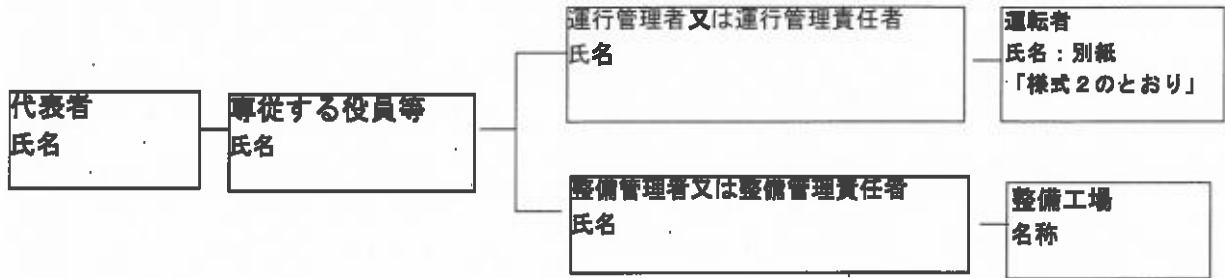 代表者
氏名
専従する役員等
氏名
運行管理者又は運行管理責任者
氏名
運転者
氏名：別紙
「様式２のとおり」
整備管理者又は整備管理責任者
氏名
整備工場
名称